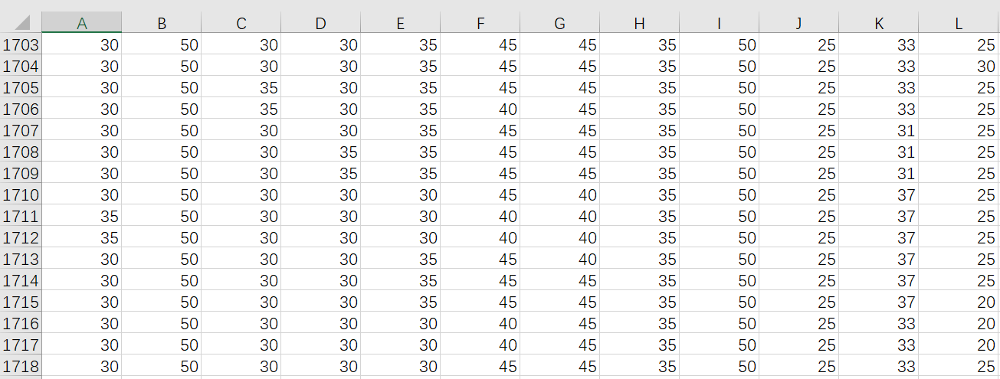 A B C D E F G H I J K L
1703 30 50 30 30 35 45 45 35 50 25 33 25
1704 30 50 30 30 35 45 45 35 50 25 33 30
1705 30 50 35 30 35 45 45 35 50 25 33 25
1706 30 50 35 30 35 40 45 35 50 25 33 25
1707 30 50 30 30 35 45 45 35 50 25 31 25
1708 30 50 30 35 35 45 45 35 50 25 31 25
1709 30 50 30 35 35 45 45 35 50 25 31 25
1710 30 50 30 30 30 45 40 35 50 25 37 25
1711 35 50 30 30 30 40 40 35 50 25 37 25
1712 35 50 30 30 30 40 40 35 50 25 37 25
1713 30 50 30 30 35 45 40 35 50 25 37 25
1714 30 50 30 30 35 45 45 35 50 25 37 25
1715 30 50 30 30 35 45 45 35 50 25 37 20
1716 30 50 30 30 30 40 45 35 50 25 33 20
1717 30 50 30 30 30 40 45 35 50 25 33 20
1718 30 50 30 30 30 45 45 35 50 25 33 25